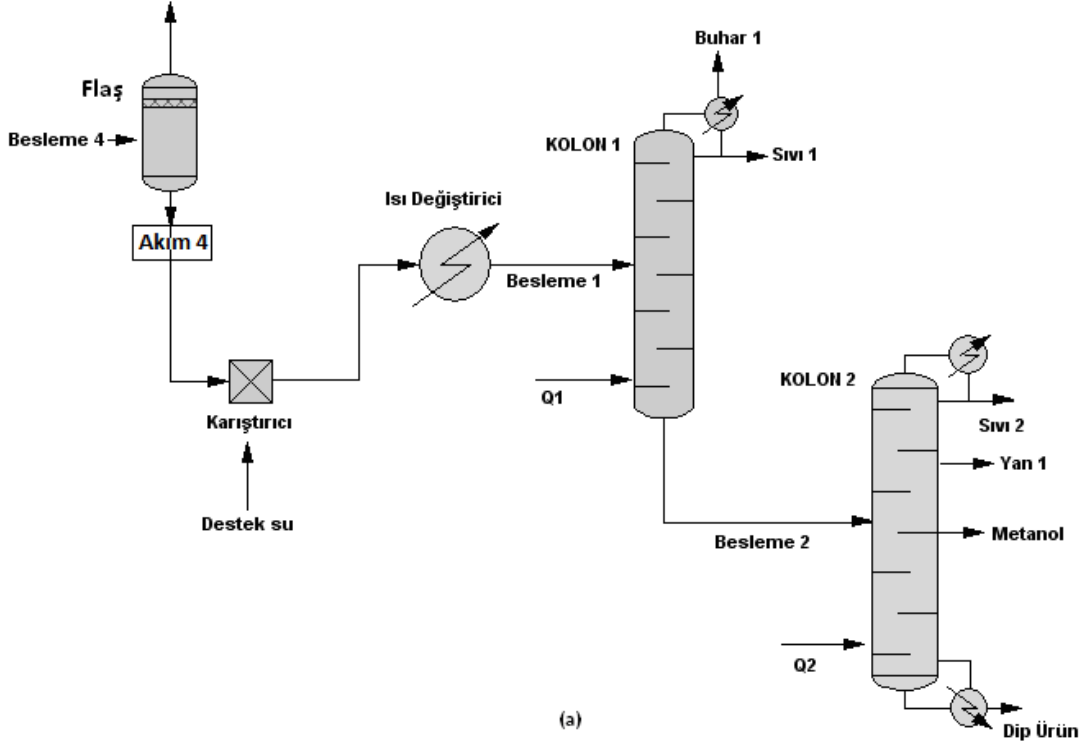 Flaş
Besleme 4
Akım 4
Karıştırıcı
Destek su
Isı Değiştirici
Besleme 1
Buhar 1
KOLON 1
Sıvı 1
Q1
Besleme 2
KOLON 2
Sıvı 2
Yan 1
Metanol
Q2
Dip Ürün
(a)